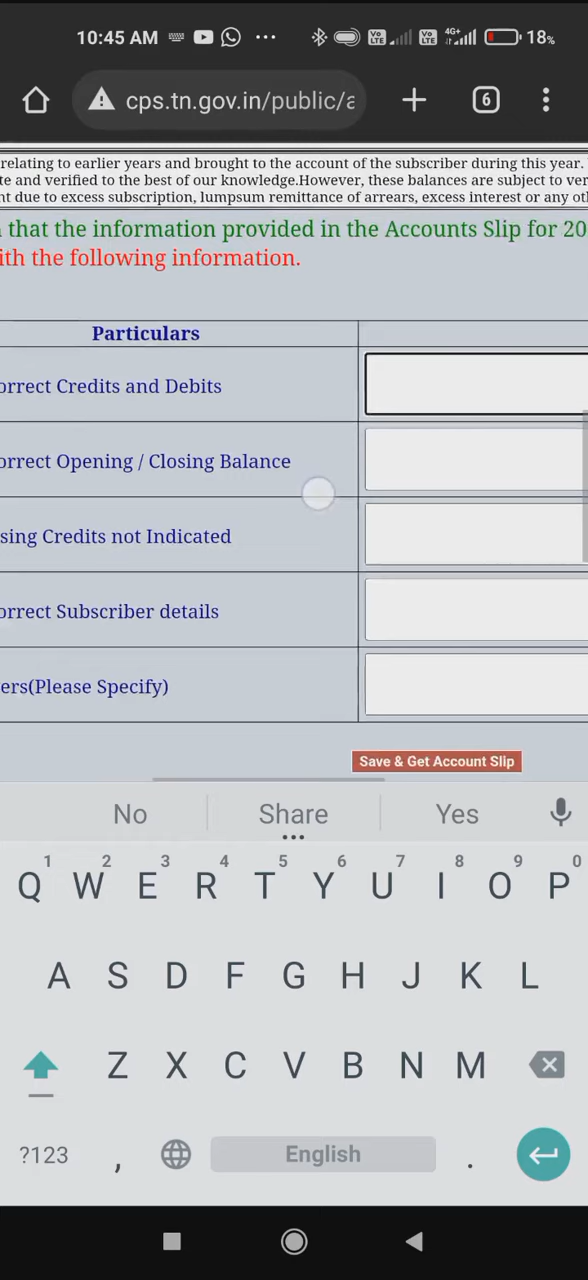 10:45 AM ... Vo LTE Vo LTE 4G+ 18%
cps.tn.gov.in/public/a 6
relating to earlier years and brought to the account of the subscriber during this year.
te and verified to the best of our knowledge.However, these balances are subject to ver
nt due to excess subscription, lumpsum remittance of arrears, excess interest or any ot
that the information provided in the Accounts Slip for 20
ith the following information.
Particulars
orrect Credits and Debits
orrect Opening / Closing Balance
sing Credits not Indicated
orrect Subscriber details
ers(Please Specify)
Save & Get Account Slip
No Share Yes
1 2 3 4 5 6 7 8 9 0
Q W E R T Y U I O P
A S D F G H J K L
Z X C V B N M
?123 , English .